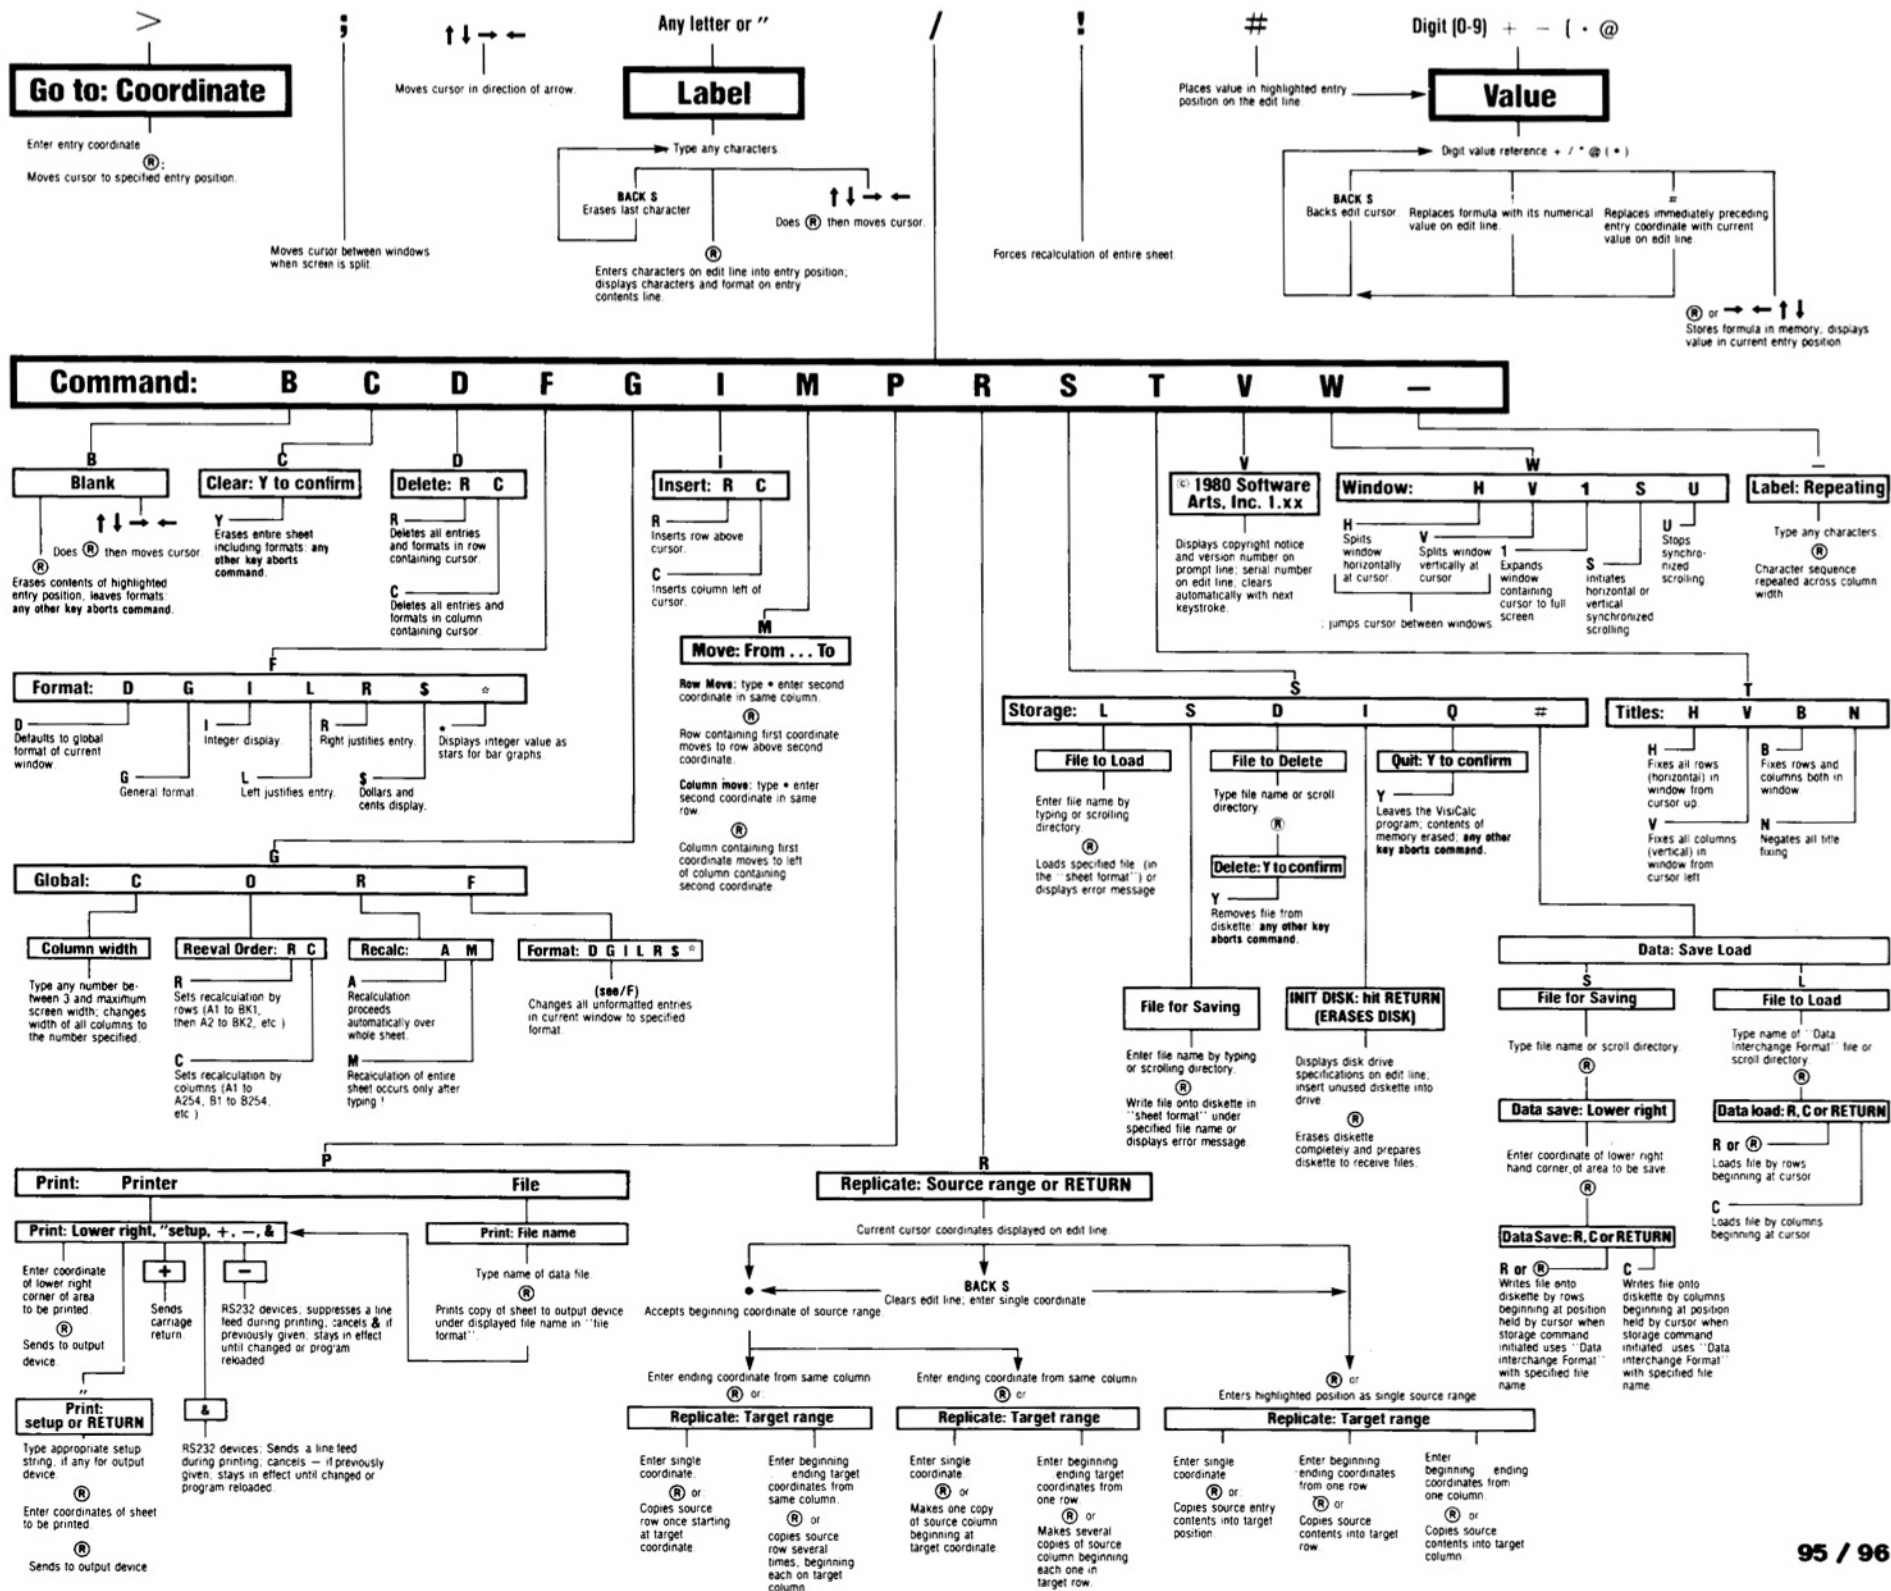 >
;
↑ ↓ → ←
Any letter or "
/
!
#
Digit (0-9) + − ( · @
Go to: Coordinate
Enter entry coordinate
Ⓡ:
Moves cursor to specified entry position.
Moves cursor between windows
when screin is split.
Moves cursor in direction of arrow.
Label
Type any characters.
BACK S
Erases last character
↑ ↓ → ←
Does Ⓡ then moves cursor.
Ⓡ
Enters characters on edit line into entry position;
displays characters and format on entry
contents line.
Forces recalculation of entire sheet.
Places value in highlighted entry
position on the edit line.
Value
Digit value reference + / * @ ( • )
BACK S
Backs edit cursor.
!
Replaces formula with its numerical
value on edit line.
#
Replaces immediately preceding
entry coordinate with current
value on edit line.
Ⓡ or → ← ↑ ↓
Stores formula in memory, displays
value in current entry position
Command: B C D F G I M P R S T V W —
B
Blank
↑ ↓ → ←
Does Ⓡ then moves cursor.
Ⓡ
Erases contents of highlighted
entry position, leaves formats:
any other key aborts command.
C
Clear: Y to confirm
Y
Erases entire sheet
including formats: any
other key aborts
command.
D
Delete: R C
R
Deletes all entries
and formats in row
containing cursor.
C
Deletes all entries and
formats in column
containing cursor.
I
Insert: R C
R
Inserts row above
cursor.
C
Inserts column left of
cursor.
M
Move: From . . . To
Row Move: type • enter second
coordinate in same column.
Ⓡ
Row containing first coordinate
moves to row above second
coordinate.
Column move: type • enter
second coordinate in same
row.
Ⓡ
Column containing first
coordinate moves to left
of column containing
second coordinate.
V
© 1980 Software
Arts, Inc. 1.xx
Displays copyright notice
and version number on
prompt line; serial number
on edit line; clears
automatically with next
keystroke.
W
Window: H V 1 S U
H
Splits
window
horizontally
at cursor
V
Splits window
vertically at
cursor
1
Expands
window
containing
cursor to full
screen
S
initiates
horizontal or
vertical
synchronized
scrolling
U
Stops
synchro-
nized
scrolling.
; jumps cursor between windows.
—
Label: Repeating
Type any characters.
Ⓡ
Character sequence
repeated across column
width
F
Format: D G I L R $ ☆
D
Defaults to global
format of current
window
G
General format.
I
Integer display.
L
Left justifies entry.
R
Right justifies entry.
$
Dollars and
cents display.
*
Displays integer value as
stars for bar graphs.
G
Global: C O R F
Column width
Type any number be-
tween 3 and maximum
screen width; changes
width of all columns to
the number specified.
Reeval Order: R C
R
Sets recalculation by
rows (A1 to BK1,
then A2 to BK2, etc )
C
Sets recalculation by
columns (A1 to
A254, B1 to B254,
etc )
Recalc: A M
A
Recalculation
proceeds
automatically over
whole sheet.
M
Recalculation of entire
sheet occurs only after
typing !
Format: D G I L R $ ☆
(see/F)
Changes all unformatted entries
in current window to specified
format.
S
Storage: L S D I Q #
File to Load
Enter file name by
typing or scrolling
directory.
Ⓡ
Loads specified file (in
the "sheet format") or
displays error message
File for Saving
Enter file name by typing
or scrolling directory.
Ⓡ
Write file onto diskette in
"sheet format" under
specified file name or
displays error message
File to Delete
Type file name or scroll
directory.
Ⓡ
Delete: Y to confirm
Y
Removes file from
diskette: any other key
aborts command.
INIT DISK: hit RETURN
(ERASES DISK)
Displays disk drive
specifications on edit line;
insert unused diskette into
drive.
Ⓡ
Erases diskette
completely and prepares
diskette to receive files.
Quit: Y to confirm
Y
Leaves the VisiCalc
program; contents of
memory erased; any other
key aborts command.
T
Titles: H V B N
H
Fixes all rows
(horizontal) in
window from
cursor up.
V
Fixes all columns
(vertical) in
window from
cursor left
B
Fixes rows and
columns both in
window.
N
Negates all title
fixing
Data: Save Load
S
File for Saving
Type file name or scroll directory.
Ⓡ
Data save: Lower right
Enter coordinate of lower right
hand corner of area to be save.
Ⓡ
Data Save: R, C or RETURN
R or Ⓡ
Writes file onto
diskette by rows
beginning at position
held by cursor when
storage command
initiated uses "Data
interchange Format"
with specified file
name.
C
Writes file onto
diskette by columns
beginning at position
held by cursor when
storage command
initiated. uses "Data
interchange Format"
with specified file
name.
L
File to Load
Type name of "Data
Interchange Format" file or
scroll directory.
Ⓡ
Data load: R, C or RETURN
R or Ⓡ
Loads file by rows
beginning at cursor
C
Loads file by columns
beginning at cursor
P
Print: Printer File
Print: Lower right, "setup, +, −, &
Enter coordinate
of lower right
corner of area
to be printed.
Ⓡ
Sends to output
device.
+
Sends
carriage
return.
−
RS232 devices; suppresses a line
feed during printing; cancels & if
previously given; stays in effect
until changed or program
reloaded
"
Print:
setup or RETURN
Type appropriate setup
string, if any for output
device.
Ⓡ
Enter coordinates of sheet
to be printed.
Ⓡ
Sends to output device
&
RS232 devices; Sends a line feed
during printing; cancels — if previously
given; stays in effect until changed or
program reloaded.
Print: File name
Type name of data file.
Ⓡ
Prints copy of sheet to output device
under displayed file name in "file
format".
R
Replicate: Source range or RETURN
Current cursor coordinates displayed on edit line.
•
Accepts beginning coordinate of source range.
BACK S
Clears edit line; enter single coordinate.
Enter ending coordinate from same column
Ⓡ or:
Replicate: Target range
Enter single
coordinate.
Ⓡ or:
Copies source
row once starting
at target
coordinate.
Enter beginning
ending target
coordinates from
same column.
Ⓡ or
copies source
row several
times, beginning
each on target
column
Enter ending coordinate from same column
Ⓡ or
Replicate: Target range
Enter single
coordinate.
Ⓡ or
Makes one copy
of source column
beginning at
target coordinate.
Enter beginning
ending target
coordinates from
one row.
Ⓡ or
Makes several
copies of source
column beginning
each one in
target row.
Ⓡ or
Enters highlighted position as single source range
Replicate: Target range
Enter single
coordinate
Ⓡ or:
Copies source entry
contents into target
position.
Enter beginning
ending coordinates
from one row
Ⓡ or
Copies source
contents into target
row.
Enter
beginning ending
coordinates from
one column.
Ⓡ or
Copies source
contents into target
column.
95 / 96